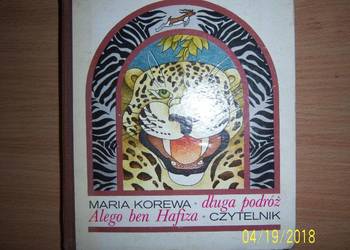 MARIA KOREWA • długa podróż
Alego ben Hafiza • CZYTELNIK
04/19/2018